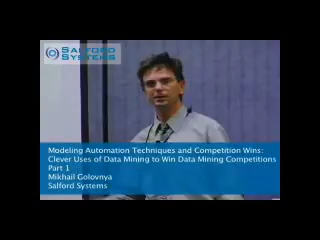 SALFORD
SYSTEMS
Modeling Automation Techniques and Competition Wins:
Clever Uses of Data Mining to Win Data Mining Competitions
Part 1
Mikhail Golovnya
Salford Systems